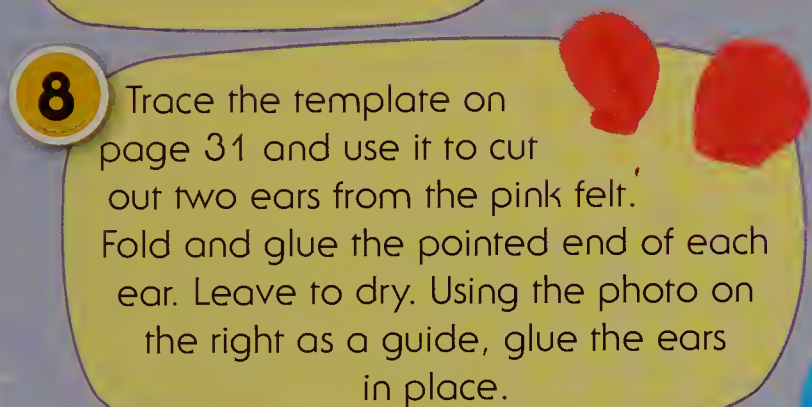 8
Trace the template on
page 31 and use it to cut
out two ears from the pink felt.
Fold and glue the pointed end of each
ear. Leave to dry. Using the photo on
the right as a guide, glue the ears
in place.